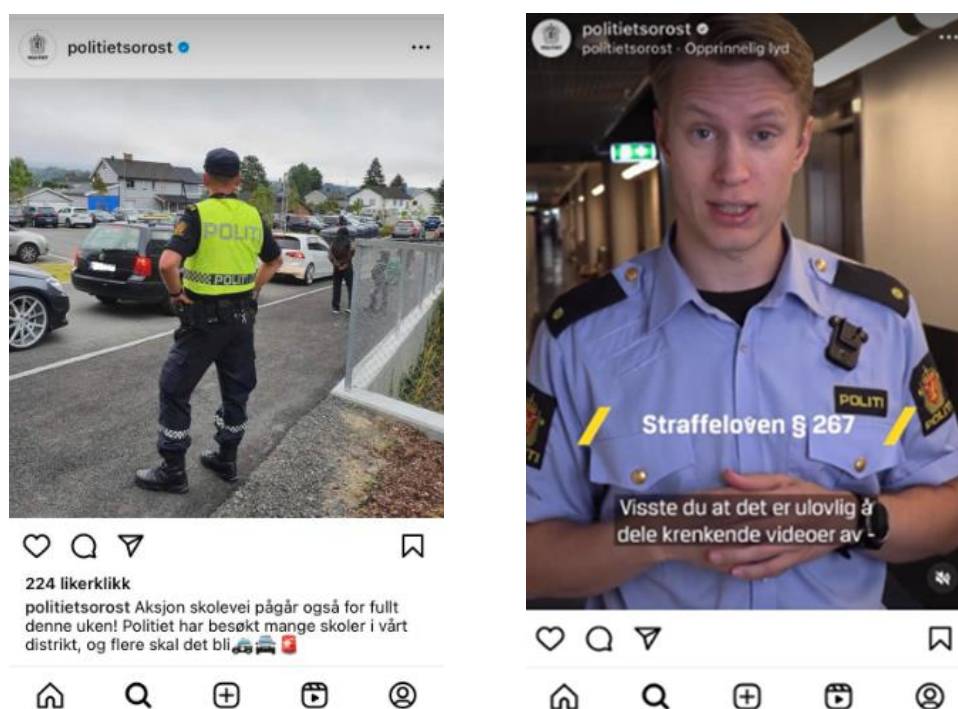 politietsorost
POLITI
POLITI
224 likerklikk
politietsorost Aksjon skolevei pågår også for fullt
denne uken! Politiet har besøkt mange skoler i vårt
distrikt, og flere skal det bli
politietsorost
politietsorost · Opprinnelig lyd
POLITI
Straffeloven § 267
Visste du at det er ulovlig å
dele krenkende videoer av -